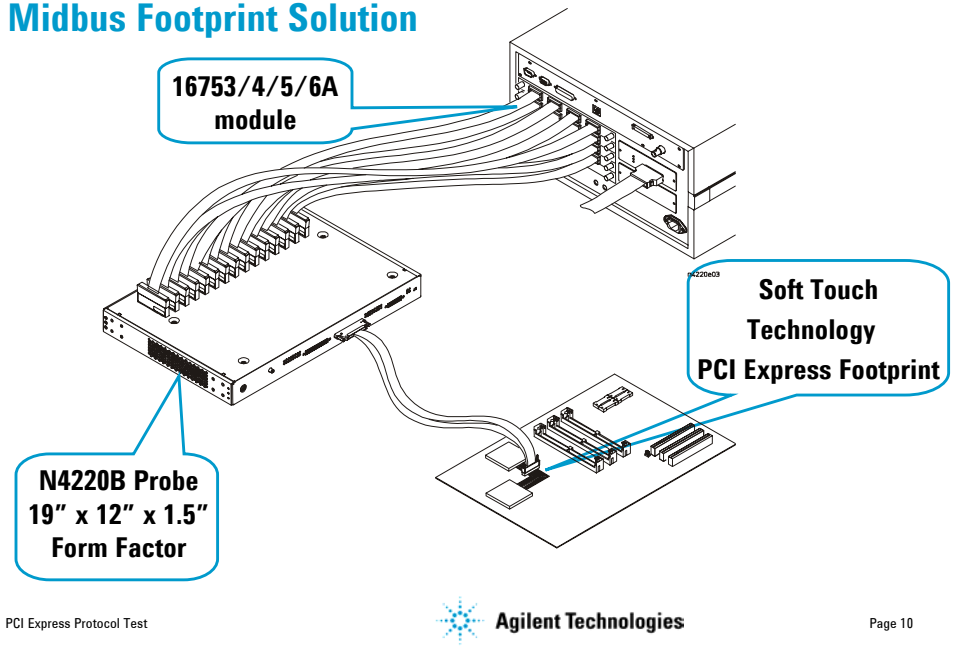 Midbus Footprint Solution
16753/4/5/6A
module
n4220e03
Soft Touch
Technology
PCI Express Footprint
N4220B Probe
19” x 12” x 1.5”
Form Factor
PCI Express Protocol Test
Agilent Technologies
Page 10